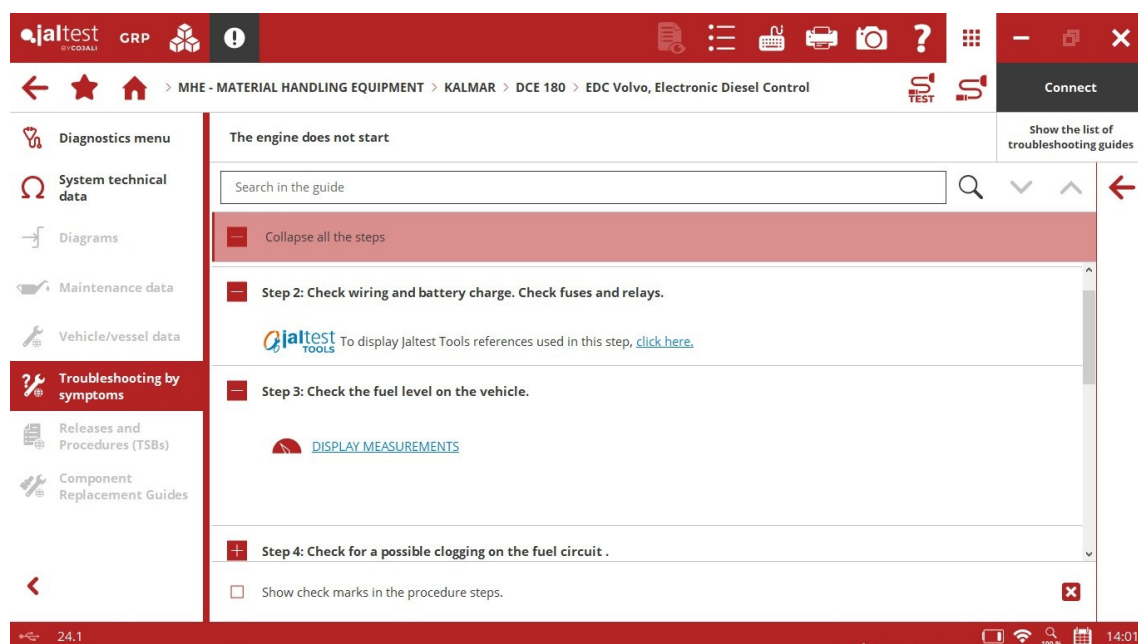 jaltest
BY COJALI
GRP
> MHE - MATERIAL HANDLING EQUIPMENT > KALMAR > DCE 180 > EDC Volvo, Electronic Diesel Control
TEST
Connect
Diagnostics menu
The engine does not start
Show the list of
troubleshooting guides
System technical
data
Search in the guide
Diagrams
Collapse all the steps
Maintenance data
Step 2: Check wiring and battery charge. Check fuses and relays.
Vehicle/vessel data
jaltest
TOOLS
To display Jaltest Tools references used in this step, click here.
Troubleshooting by
symptoms
Step 3: Check the fuel level on the vehicle.
Releases and
Procedures (TSBs)
DISPLAY MEASUREMENTS
Component
Replacement Guides
Step 4: Check for a possible clogging on the fuel circuit .
Show check marks in the procedure steps.
24.1
100 %
14:01